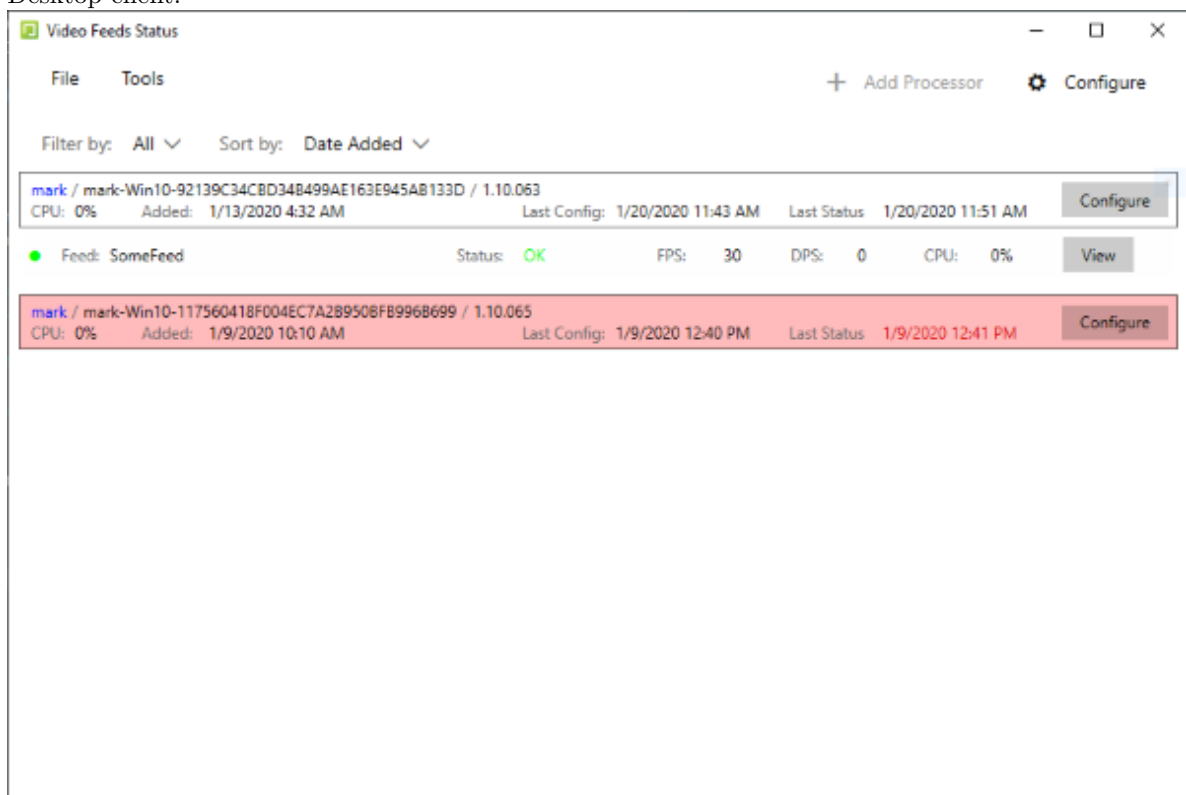 Desktop client:
Video Feeds Status
File Tools + Add Processor Configure
Filter by: All Sort by: Date Added
mark / mark-Win10-92139C34CBD34B499AE163E945AB133D / 1.10.063
CPU: 0% Added: 1/13/2020 4:32 AM Last Config: 1/20/2020 11:43 AM Last Status 1/20/2020 11:51 AM Configure
Feed: SomeFeed Status: OK FPS: 30 DPS: 0 CPU: 0% View
mark / mark-Win10-117560418F004EC7A2B950BFB996B699 / 1.10.065
CPU: 0% Added: 1/9/2020 10:10 AM Last Config: 1/9/2020 12:40 PM Last Status 1/9/2020 12:41 PM Configure